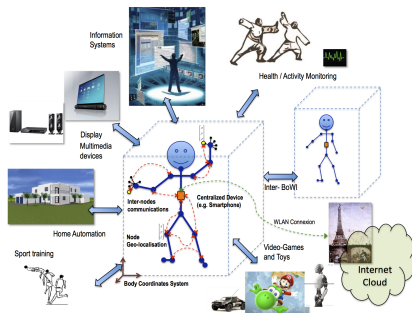 Information
Systems
Health / Activity Monitoring
Display
Multimedia
devices
Inter- BoWI
Inter-nodes
communications
Centralized Device
(e.g. Smartphone)
WLAN Connexion
Home Automation
Node
Geo-localisation
Video-Games
and Toys
Sport training
Internet
Cloud
Body Coordinates System